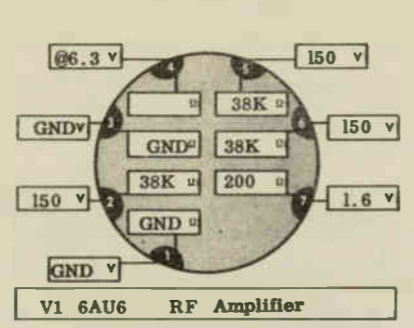 @6.3 V
150 V
4
5
Ω
38K Ω
GND V
3
6
150 V
GND Ω
38K Ω
38K Ω
200 Ω
150 V
2
7
1.6 V
GND Ω
GND V
1
V1 6AU6 RF Amplifier